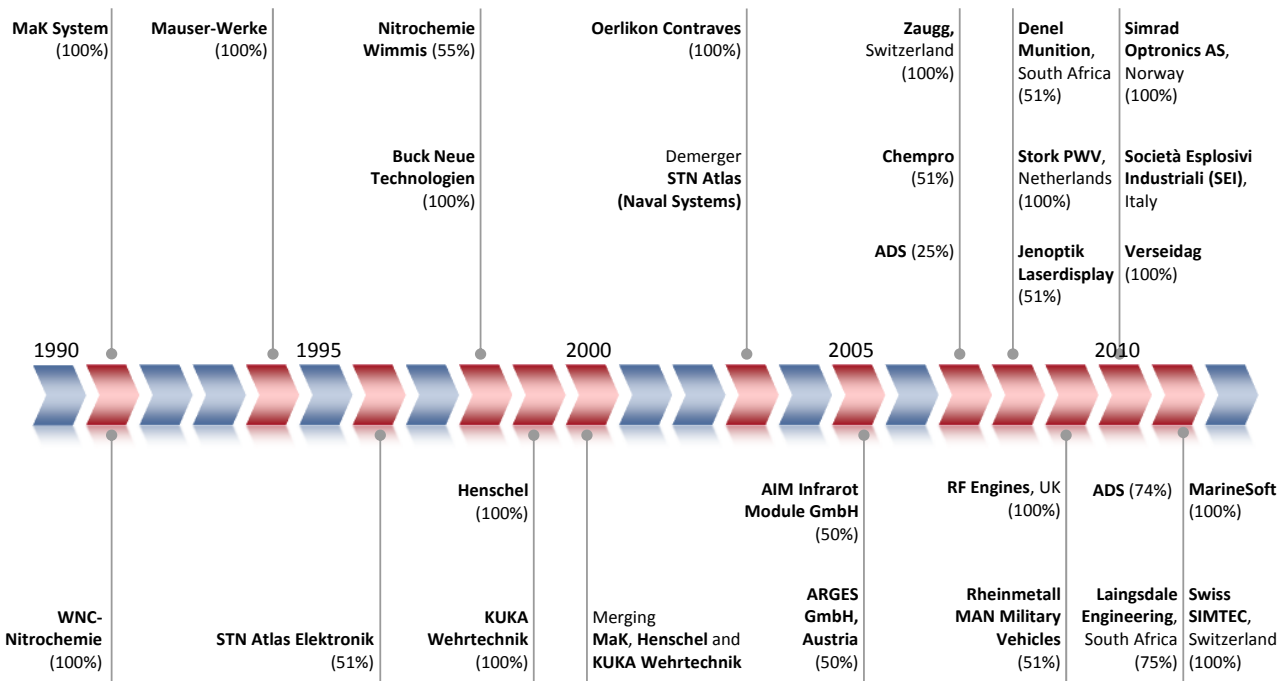 MaK System
(100%)
Mauser-Werke
(100%)
Nitrochemie
Wimmis (55%)
Buck Neue
Technologien
(100%)
Oerlikon Contraves
(100%)
Demerger
STN Atlas
(Naval Systems)
Zaugg,
Switzerland
(100%)
Chempro
(51%)
ADS (25%)
Denel
Munition,
South Africa
(51%)
Stork PWV,
Netherlands
(100%)
Jenoptik
Laserdisplay
(51%)
Simrad
Optronics AS,
Norway
(100%)
Società Esplosivi
Industriali (SEI),
Italy
Verseidag
(100%)
1990
1995
2000
2005
2010
WNC-
Nitrochemie
(100%)
STN Atlas Elektronik
(51%)
Henschel
(100%)
KUKA
Wehrtechnik
(100%)
Merging
MaK, Henschel and
KUKA Wehrtechnik
AIM Infrarot
Module GmbH
(50%)
ARGES
GmbH,
Austria
(50%)
RF Engines, UK
(100%)
Rheinmetall
MAN Military
Vehicles
(51%)
ADS (74%)
Laingsdale
Engineering,
South Africa
(75%)
MarineSoft
(100%)
Swiss
SIMTEC,
Switzerland
(100%)